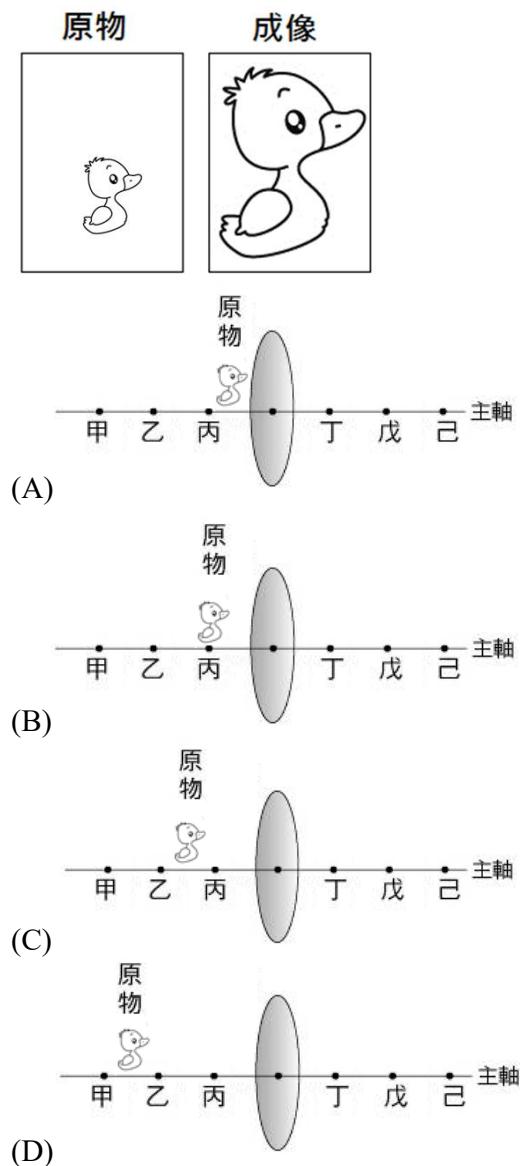 原物 成像
原
物
甲 乙 丙 丁 戊 己 主軸
(A)
原
物
甲 乙 丙 丁 戊 己 主軸
(B)
原
物
甲 乙 丙 丁 戊 己 主軸
(C)
原
物
甲 乙 丙 丁 戊 己 主軸
(D)